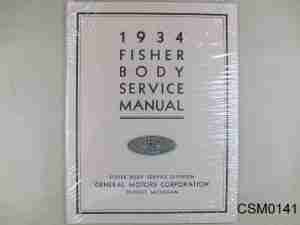 1934
FISHER
BODY
SERVICE
MANUAL
FISHER BODY SERVICE DIVISION
GENERAL MOTORS CORPORATION
DETROIT, MICHIGAN
CSM0141